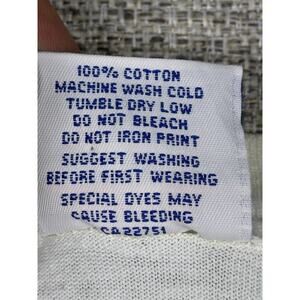 100% COTTON
MACHINE WASH COLD
TUMBLE DRY LOW
DO NOT BLEACH
DO NOT IRON PRINT
SUGGEST WASHING
BEFORE FIRST WEARING
SPECIAL DYES MAY
CAUSE BLEEDING
CA22751